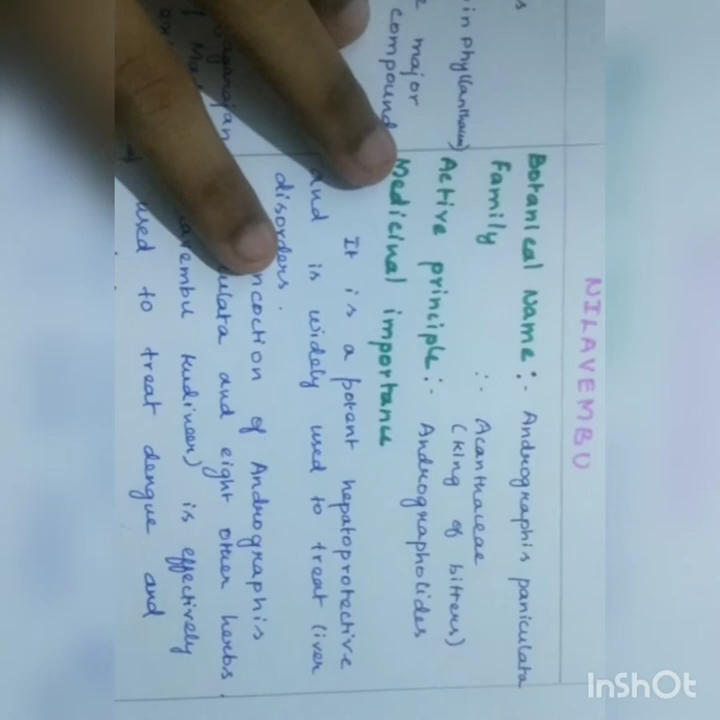 NILAVEMBU
Botanical Name :- Andrographis paniculata
Family :- Acanthaceae
(King of bitters)
Active principle :- Andrographolides
Medicinal importance
It is a potent hepatoprotective
and is widely used to treat liver
disorders.
ncoction of Andrographis
ulata and eight other herbs.
avembu kudineer) is effectively
used to treat dengue and
in phyllanthaeae)
major
compound
InShOt